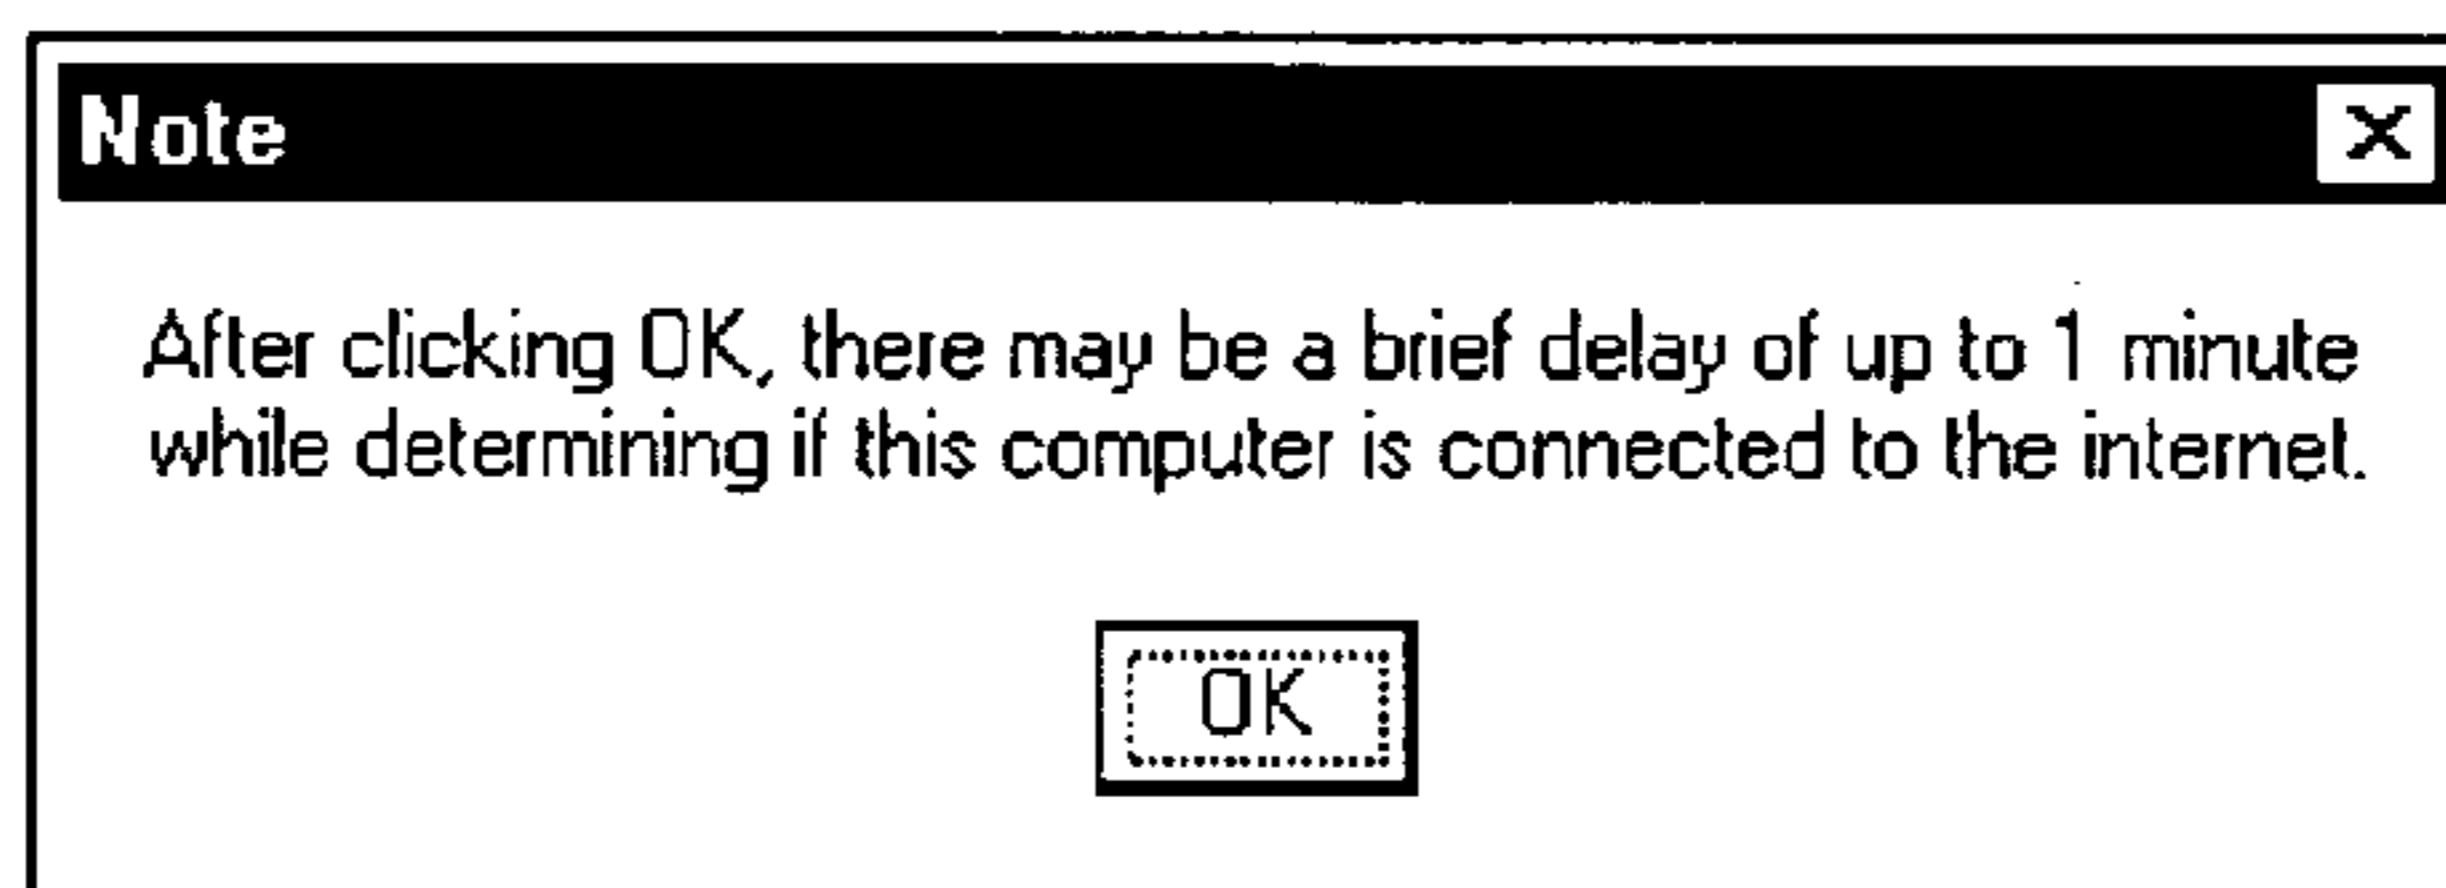 Note
After clicking OK, there may be a brief delay of up to 1 minute
while determining if this computer is connected to the internet.
OK